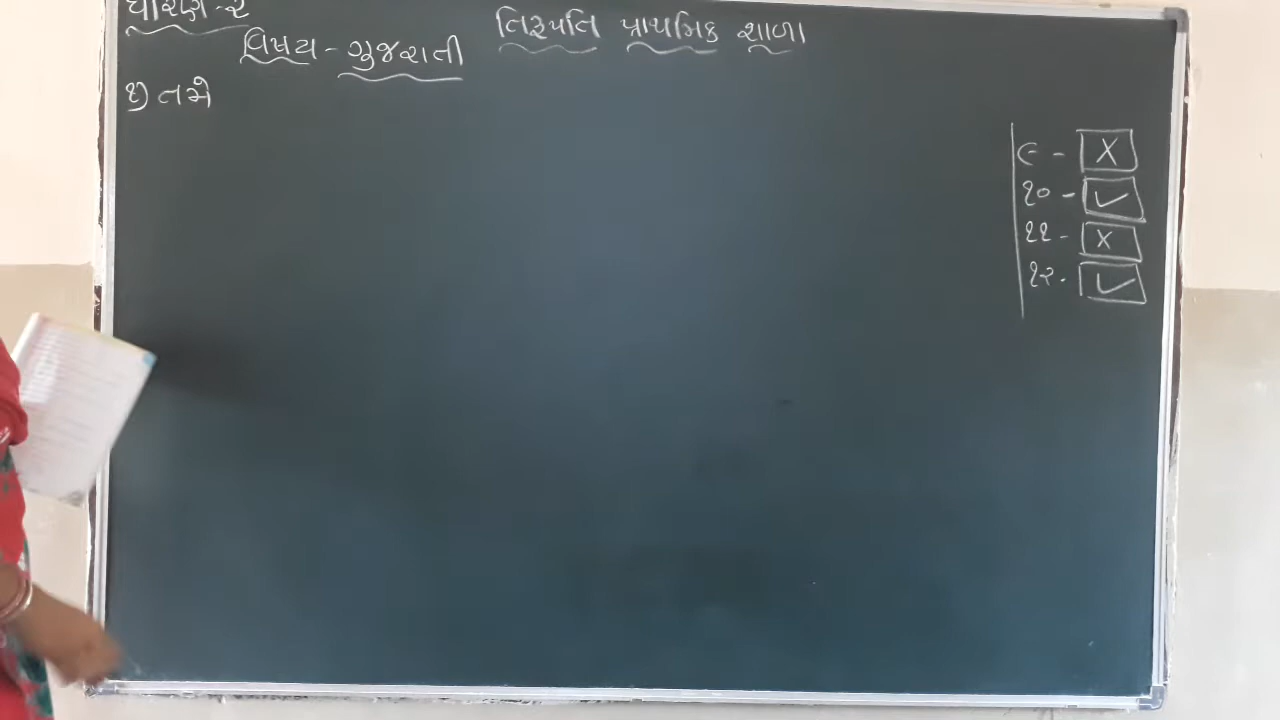 ધોરણ-૨
તિરૂપતિ પ્રાથમિક શાળા
વિષય - ગુજરાતી
૧) તમે
૯ - X
૧૦ - ✓
૧૧ - X
૧૨ - ✓